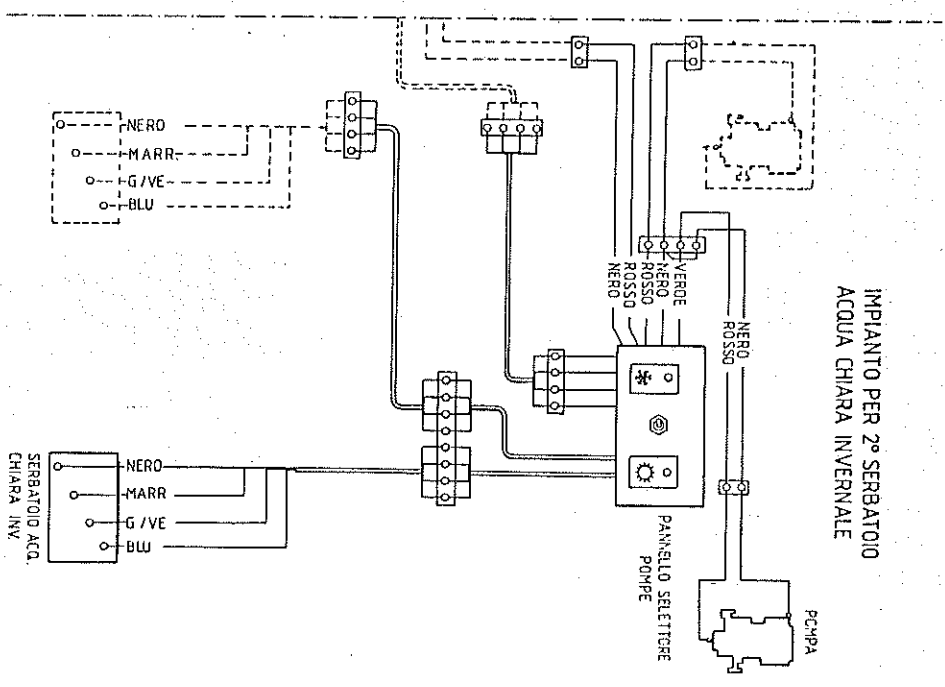 IMPIANTO PER 2º SERBATOIO
ACQUA CHIARA INVERNALE
NERO
MARR.
G/VE
BLU
VERDE
NERO
ROSSO
ROSSO
NERO
NERO
ROSSO
PANNELLO SELETTORE
POMPE
POMPA
NERO
MARR
G/VE
BLU
SERBATOIO ACQ.
CHIARA INV.